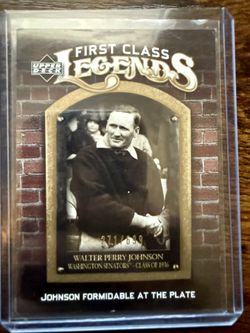 UPPER DECK
FIRST CLASS
LEGENDS
WALTER PERRY JOHNSON
WASHINGTON SENATORS - CLASS OF 1936
JOHNSON FORMIDABLE AT THE PLATE